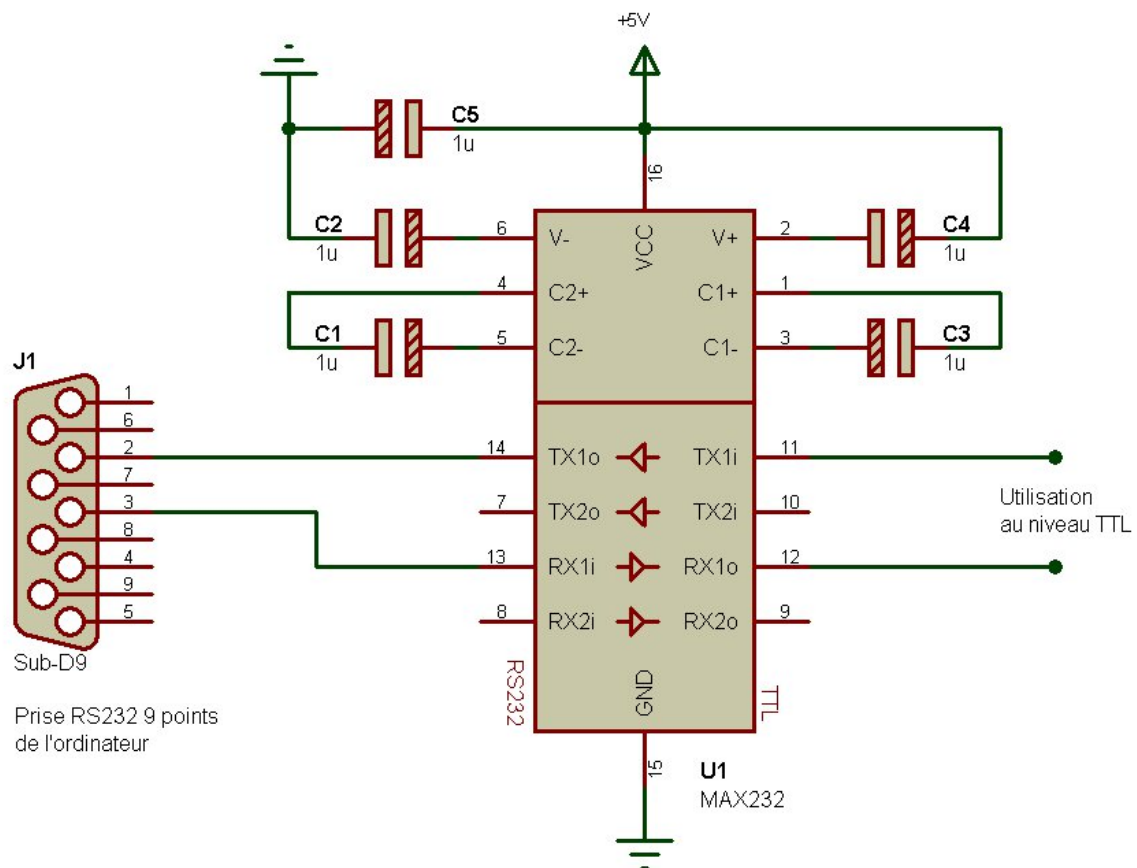 +5V
C5
1u
16
C2
1u
6
V-
VCC
V+
2
C4
1u
4
C2+
C1+
1
C1
1u
5
C2-
C1-
3
C3
1u
J1
1
6
2
7
3
8
4
9
5
Sub-D9
Prise RS232 9 points
de l'ordinateur
14
TX1o
TX1i
11
7
TX2o
TX2i
10
13
RX1i
RX1o
12
8
RX2i
RX2o
9
Utilisation
au niveau TTL
RS232
GND
TTL
15
U1
MAX232